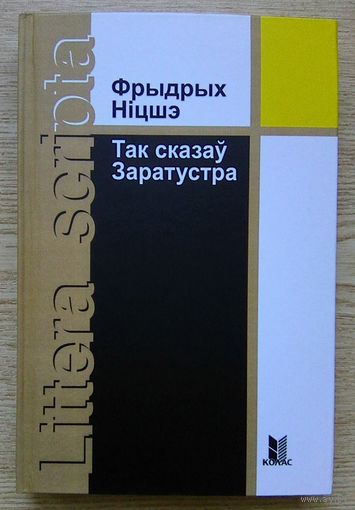 Littera scripta
Фрыдрых
Ніцшэ
Так сказаў
Заратустра
КОЛАС